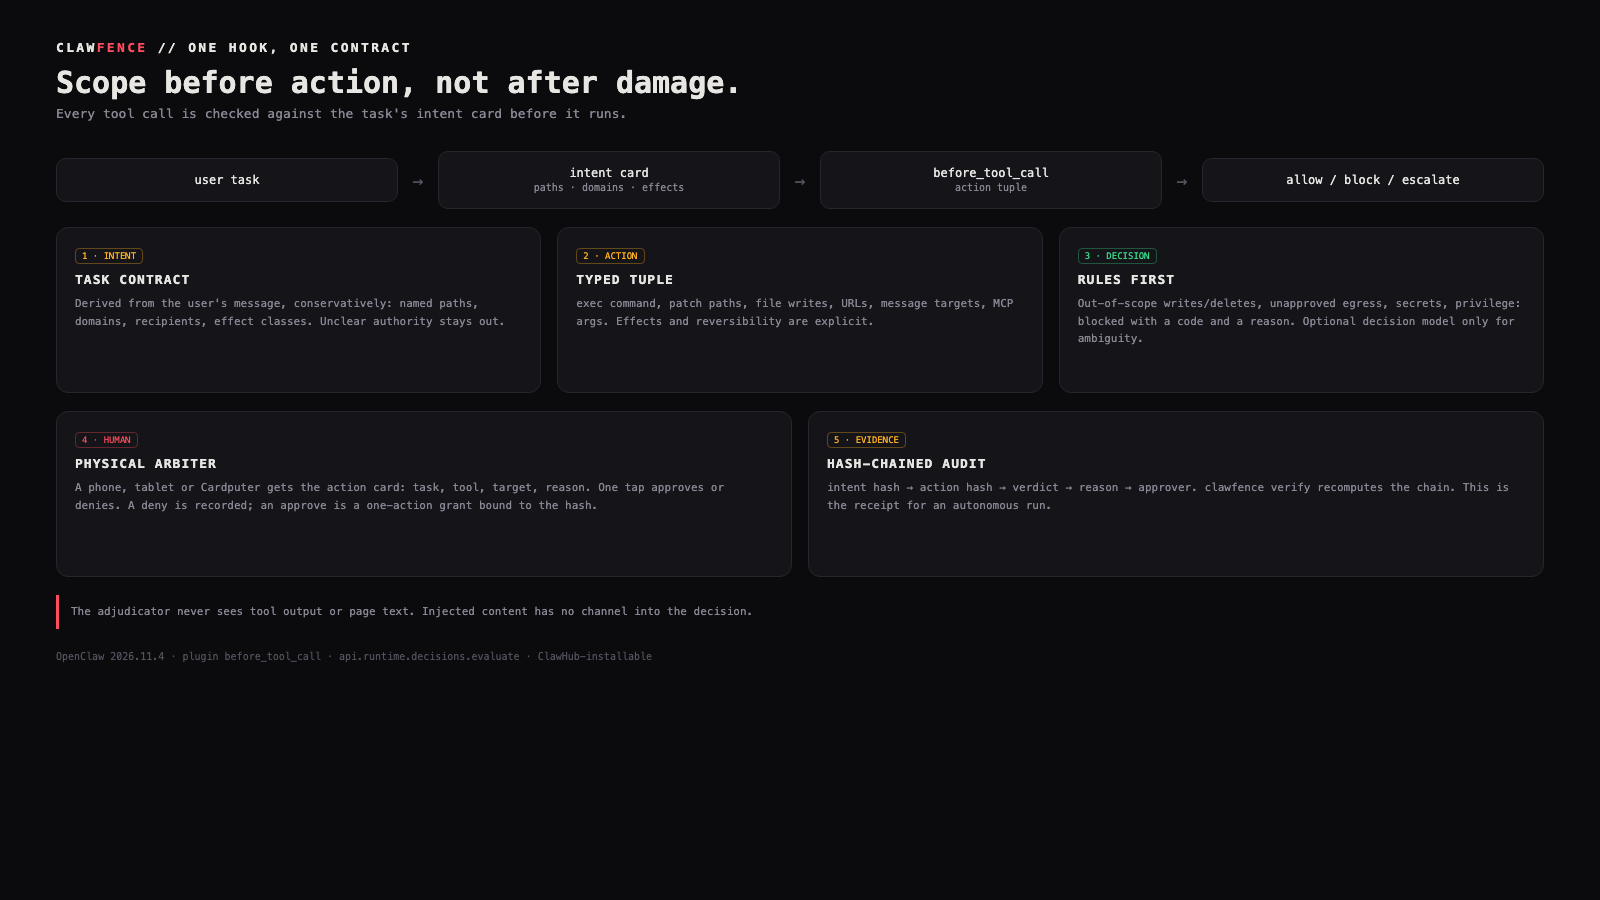 CLAWFENCE // ONE HOOK, ONE CONTRACT
Scope before action, not after damage.
Every tool call is checked against the task's intent card before it runs.
user task
→
intent card
paths · domains · effects
→
before_tool_call
action tuple
→
allow / block / escalate
1 · INTENT
TASK CONTRACT
Derived from the user's message, conservatively: named paths,
domains, recipients, effect classes. Unclear authority stays out.
2 · ACTION
TYPED TUPLE
exec command, patch paths, file writes, URLs, message targets, MCP
args. Effects and reversibility are explicit.
3 · DECISION
RULES FIRST
Out-of-scope writes/deletes, unapproved egress, secrets, privilege:
blocked with a code and a reason. Optional decision model only for
ambiguity.
4 · HUMAN
PHYSICAL ARBITER
A phone, tablet or Cardputer gets the action card: task, tool, target, reason. One tap approves or
denies. A deny is recorded; an approve is a one-action grant bound to the hash.
5 · EVIDENCE
HASH-CHAINED AUDIT
intent hash → action hash → verdict → reason → approver. clawfence verify recomputes the chain. This is
the receipt for an autonomous run.
The adjudicator never sees tool output or page text. Injected content has no channel into the decision.
OpenClaw 2026.11.4 · plugin before_tool_call · api.runtime.decisions.evaluate · ClawHub-installable